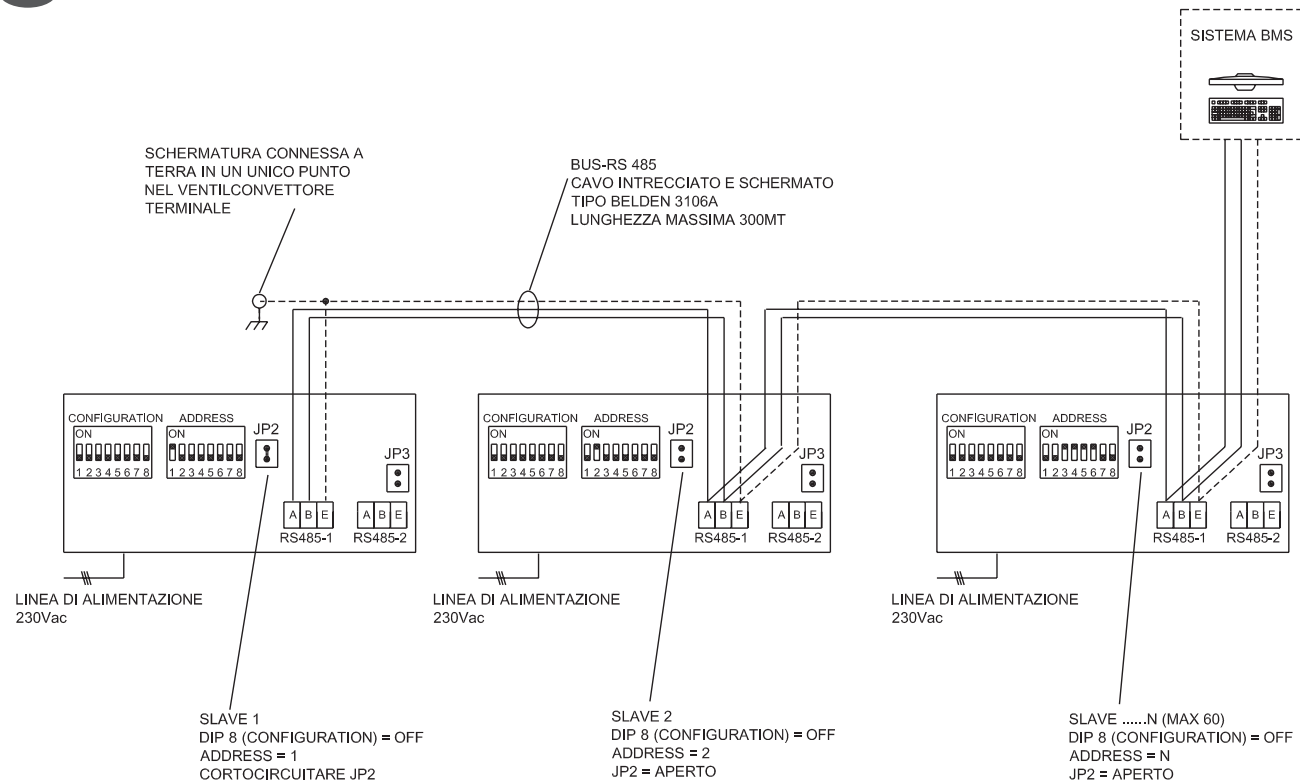 SISTEMA BMS
SCHERMATURA CONNESSA A
TERRA IN UN UNICO PUNTO
NEL VENTILCONVETTORE
TERMINALE
BUS-RS 485
CAVO INTRECCIATO E SCHERMATO
TIPO BELDEN 3106A
LUNGHEZZA MASSIMA 300MT
CONFIGURATION ADDRESS
ON ON
JP2
1 2 3 4 5 6 7 8 1 2 3 4 5 6 7 8
JP3
A B E A B E
RS485-1 RS485-2
LINEA DI ALIMENTAZIONE
230Vac
SLAVE 1
DIP 8 (CONFIGURATION) = OFF
ADDRESS = 1
CORTOCIRCUITARE JP2
CONFIGURATION ADDRESS
ON ON
JP2
1 2 3 4 5 6 7 8 1 2 3 4 5 6 7 8
JP3
A B E A B E
RS485-1 RS485-2
LINEA DI ALIMENTAZIONE
230Vac
SLAVE 2
DIP 8 (CONFIGURATION) = OFF
ADDRESS = 2
JP2 = APERTO
CONFIGURATION ADDRESS
ON ON
JP2
1 2 3 4 5 6 7 8 1 2 3 4 5 6 7 8
JP3
A B E A B E
RS485-1 RS485-2
LINEA DI ALIMENTAZIONE
230Vac
SLAVE ......N (MAX 60)
DIP 8 (CONFIGURATION) = OFF
ADDRESS = N
JP2 = APERTO